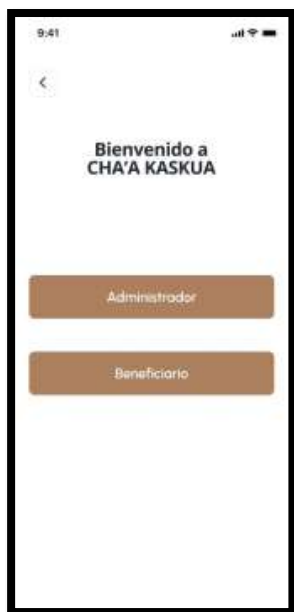 9:41
Bienvenido a
CHA'A KASKUA
Administrador
Beneficiario